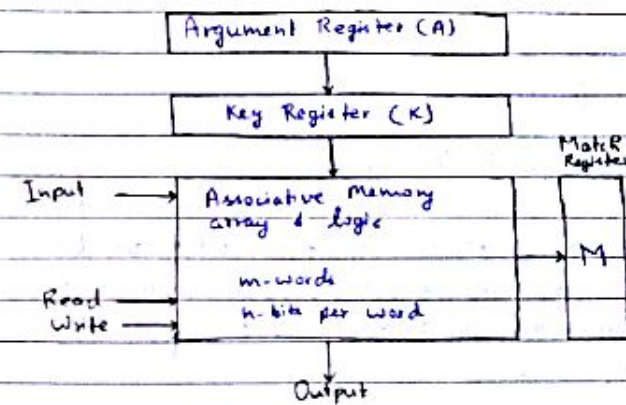 Argument Register (A)
Key Register (K)
Match
Register
Input
Associative Memory
array & logic
M
m-words
Read
n-bits per word
Write
Output